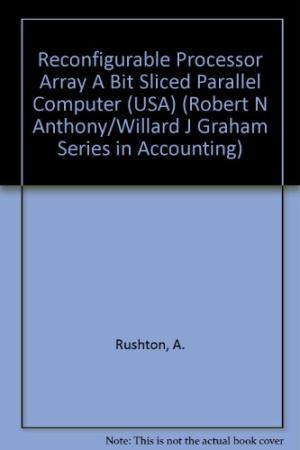 Reconfigurable Processor
Array A Bit Sliced Parallel
Computer (USA) (Robert N
Anthony/Willard J Graham
Series in Accounting)
Rushton, A.
Note: This is not the actual book cover